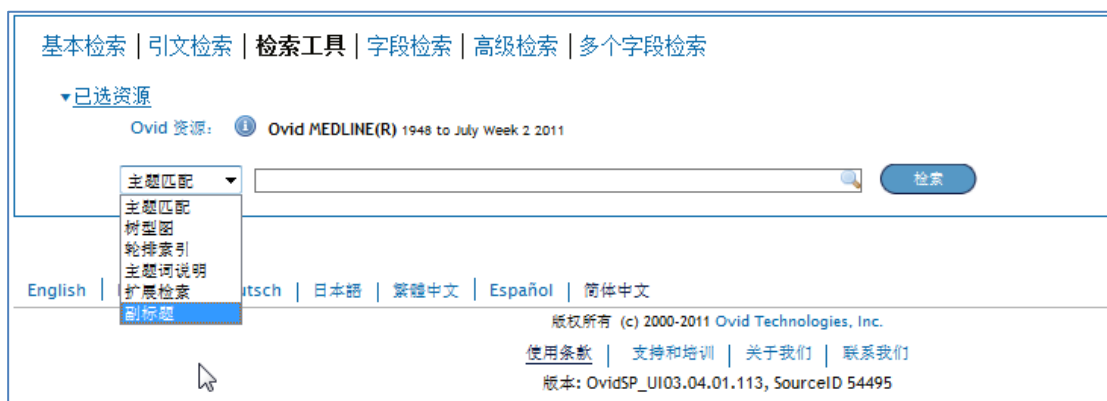 基本检索 | 引文检索 | 检索工具 | 字段检索 | 高级检索 | 多个字段检索
▾已选资源
Ovid 资源： Ovid MEDLINE(R) 1948 to July Week 2 2011
主题匹配 检索
主题匹配
树型图
轮排索引
主题词说明
扩展检索
副标题
English | utsch | 日本語 | 繁體中文 | Español | 简体中文
版权所有 (c) 2000-2011 Ovid Technologies, Inc.
使用条款 | 支持和培训 | 关于我们 | 联系我们
版本: OvidSP_UI03.04.01.113, SourceID 54495